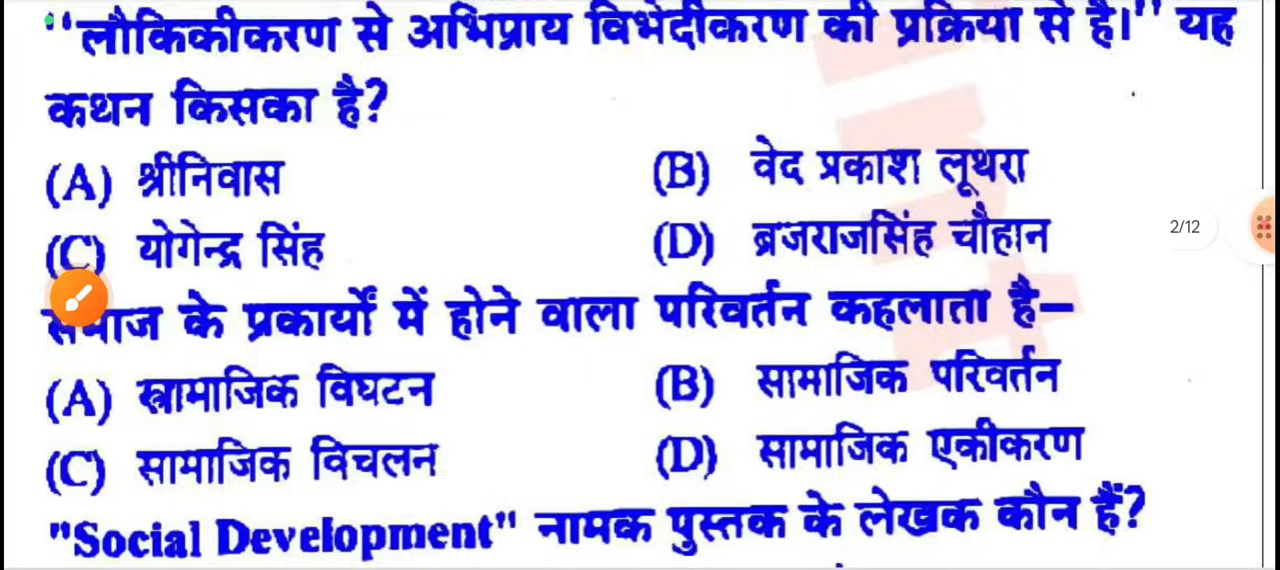 "लौकिकीकरण से अभिप्राय विभेदीकरण की प्रक्रिया से है।" यह
कथन किसका है?
(A) श्रीनिवास (B) वेद प्रकाश लूथरा
(C) योगेन्द्र सिंह (D) ब्रजराजसिंह चौहान
2/12
समाज के प्रकार्यों में होने वाला परिवर्तन कहलाता है–
(A) सामाजिक विघटन (B) सामाजिक परिवर्तन
(C) सामाजिक विचलन (D) सामाजिक एकीकरण
"Social Development" नामक पुस्तक के लेखक कौन हैं?